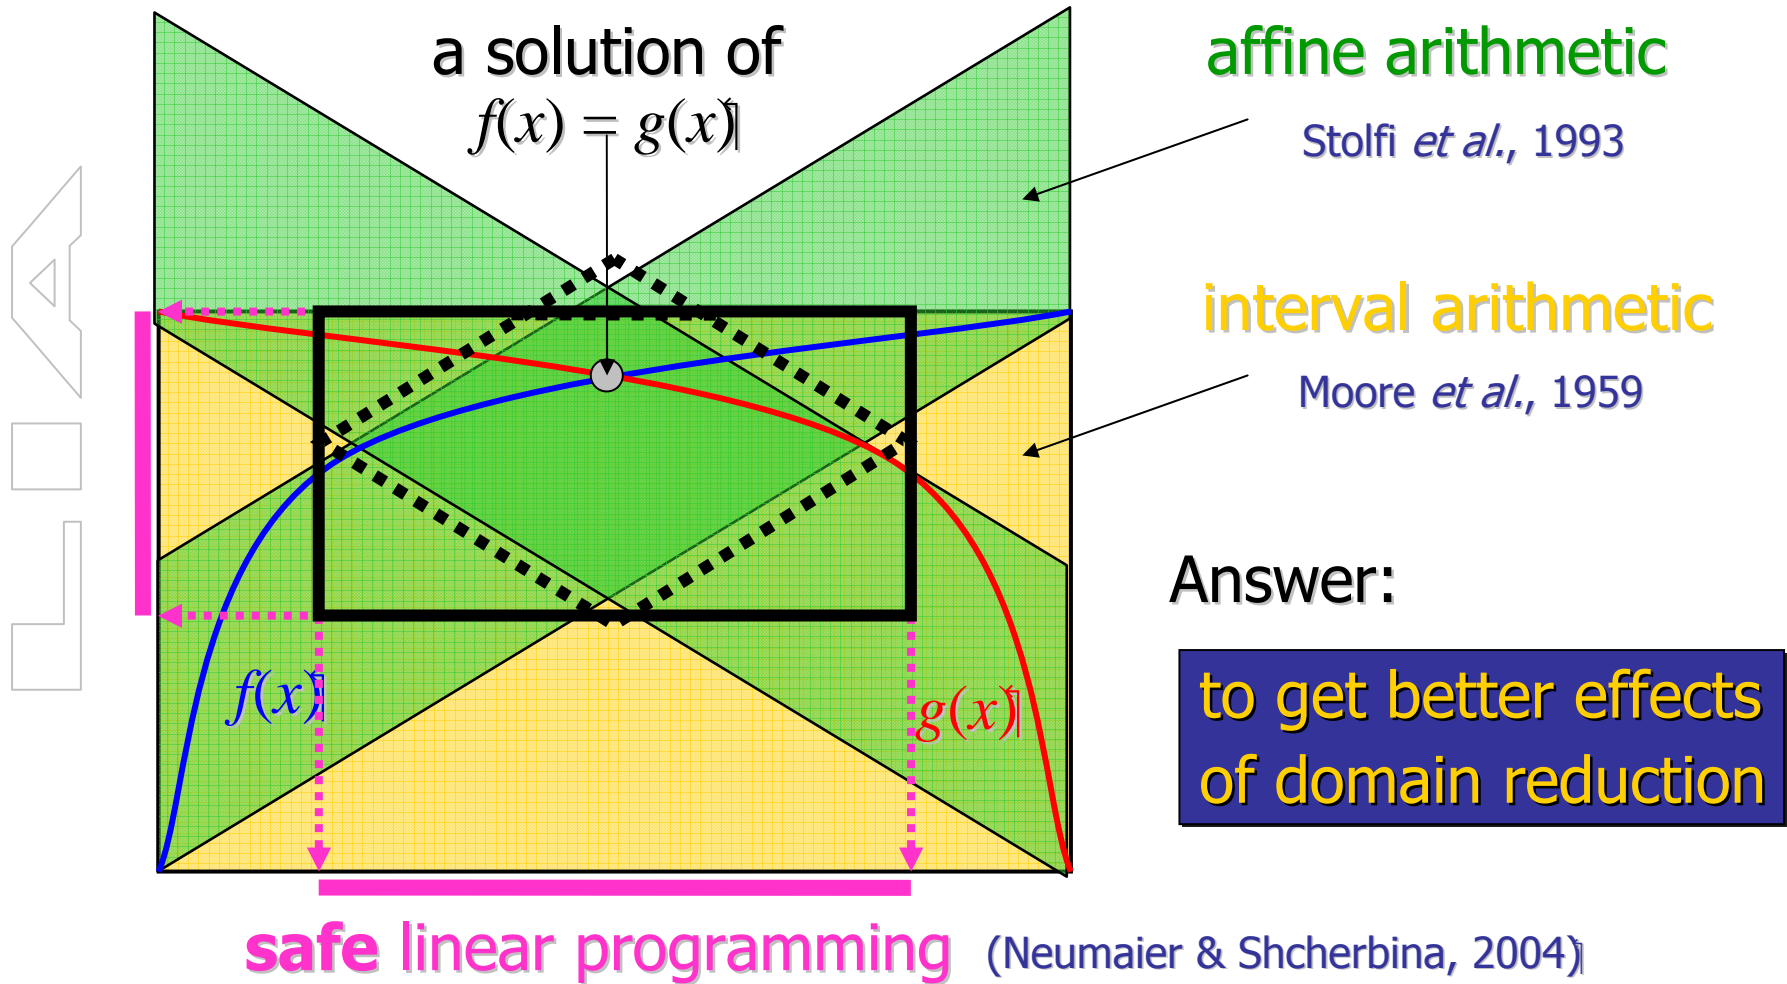 a solution of
f(x) = g(x)
affine arithmetic
Stolfi et al., 1993
interval arithmetic
Moore et al., 1959
Answer:
to get better effects
of domain reduction
f(x)
g(x)
safe linear programming (Neumaier & Shcherbina, 2004)
LIA